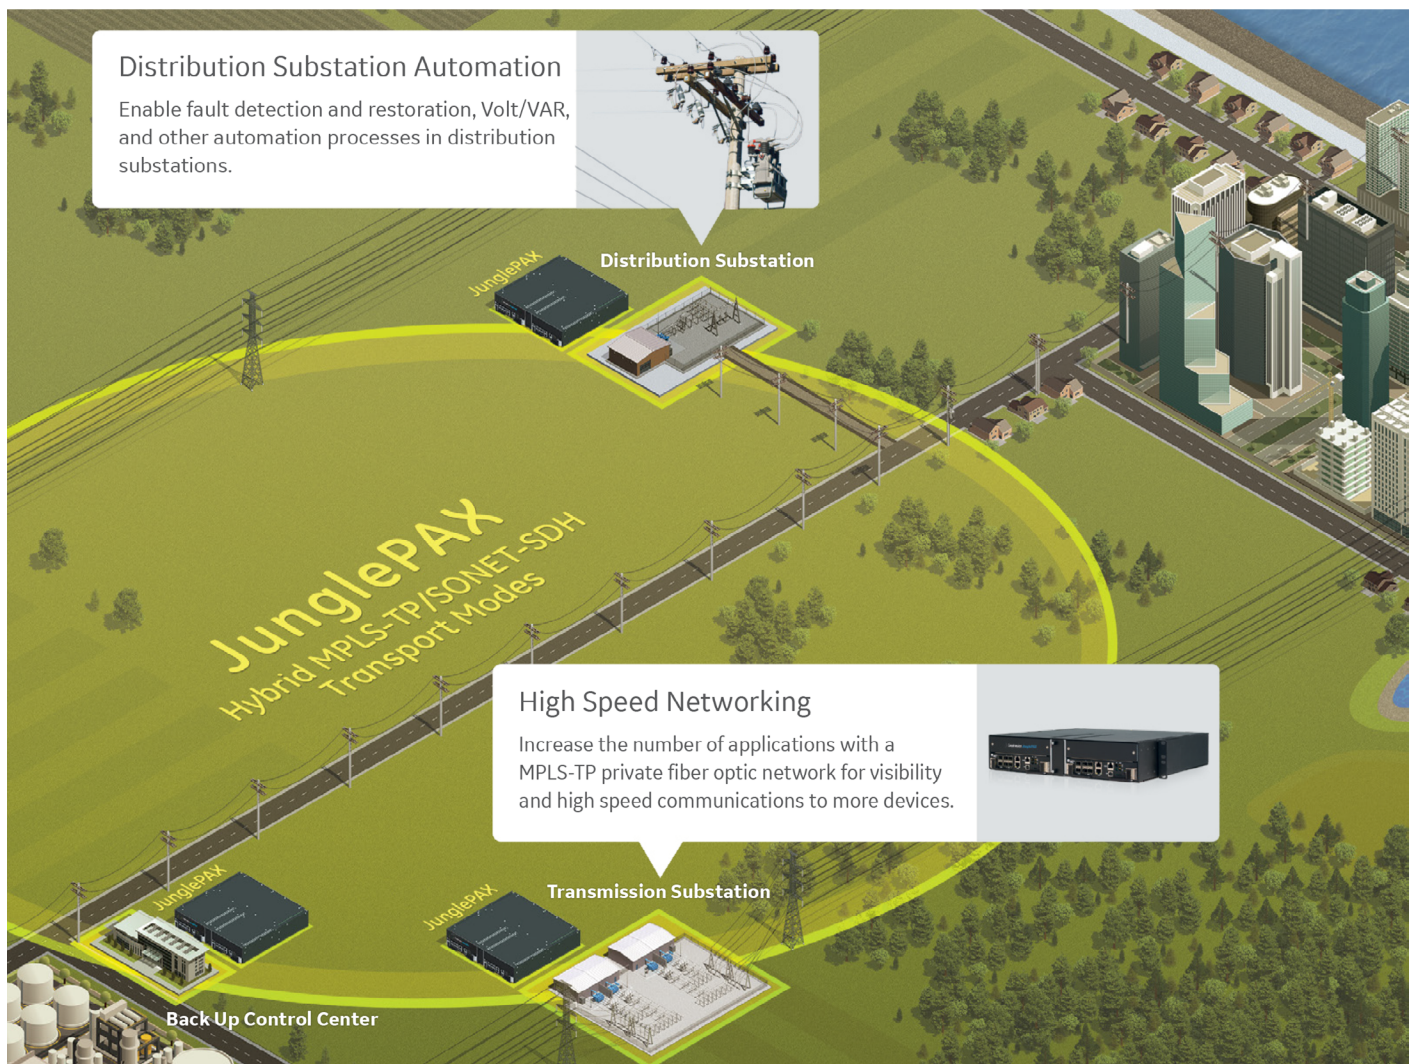 Distribution Substation Automation
Enable fault detection and restoration, Volt/VAR,
and other automation processes in distribution
substations.
JunglePAX
Distribution Substation
JunglePAX
Hybrid MPLS-TP/SONET-SDH
Transport Modes
High Speed Networking
Increase the number of applications with a
MPLS-TP private fiber optic network for visibility
and high speed communications to more devices.
Transmission Substation
JunglePAX
JunglePAX
Back Up Control Center